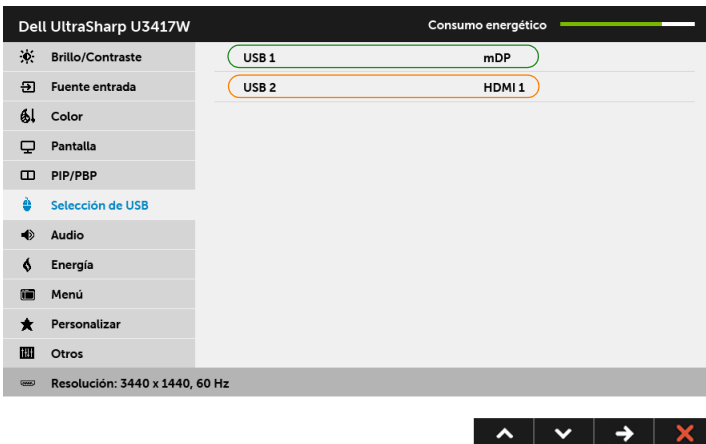 Dell UltraSharp U3417W Consumo energético
Brillo/Contraste USB 1 mDP
Fuente entrada USB 2 HDMI 1
Color
Pantalla
PIP/PBP
Selección de USB
Audio
Energía
Menú
Personalizar
Otros
Resolución: 3440 x 1440, 60 Hz